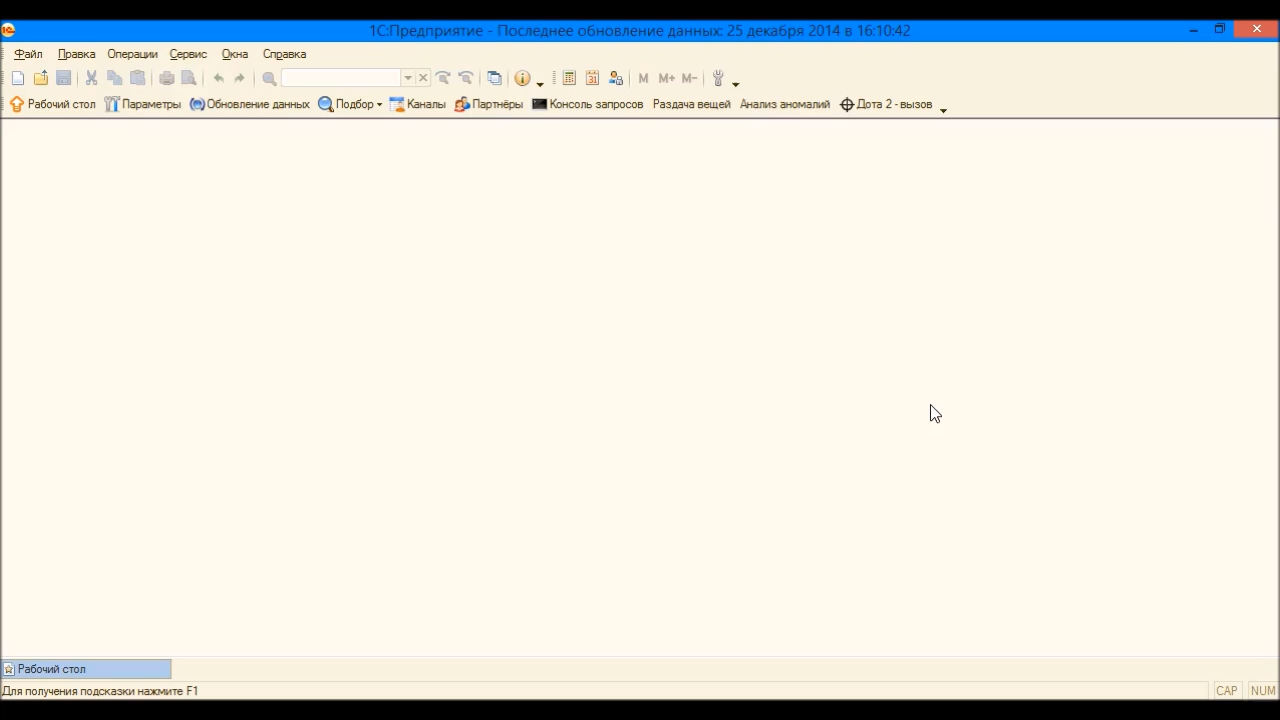 1С:Предприятие - Последнее обновление данных: 25 декабря 2014 в 16:10:42
Файл Правка Операции Сервис Окна Справка
31 M M+ M-
Рабочий стол Параметры Обновление данных Подбор Каналы Партнёры Консоль запросов Раздача вещей Анализ аномалий Дота 2 - вызов
Рабочий стол
Для получения подсказки нажмите F1 CAP NUM